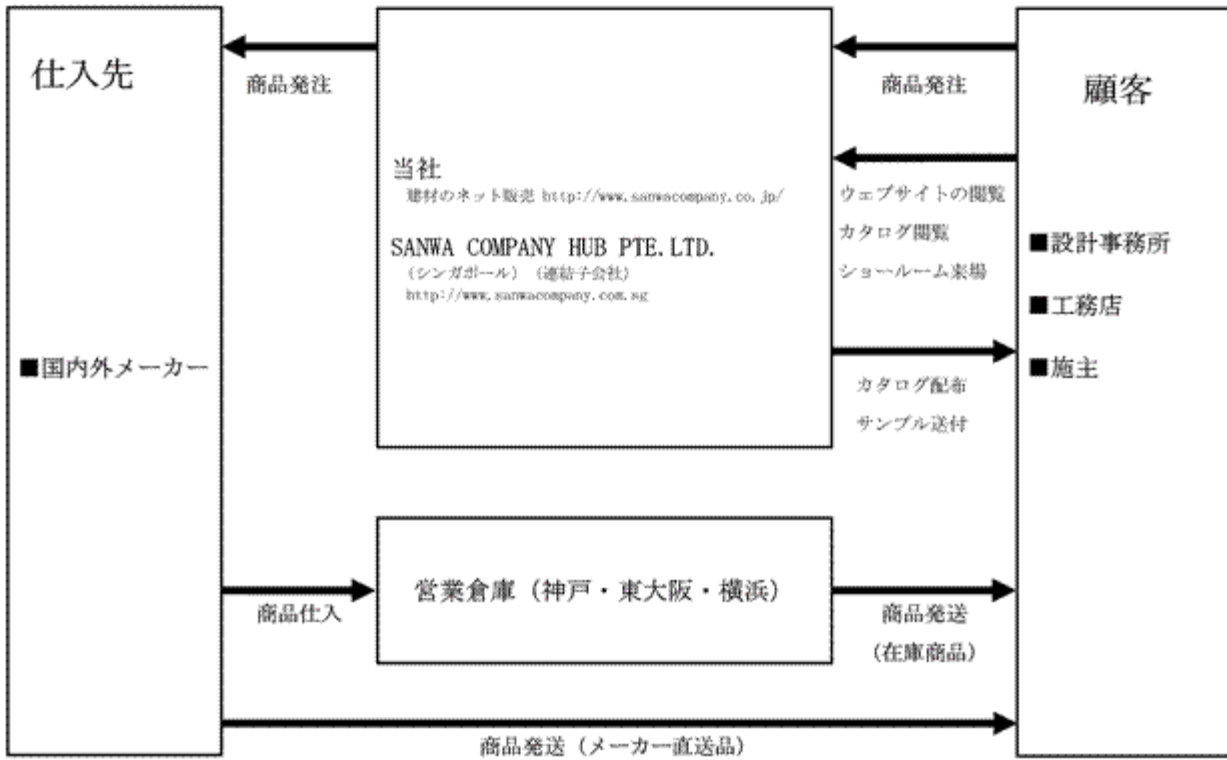 仕入先
■国内外メーカー
商品発注
当社
建材のネット販売 http://www.sanwacompany.co.jp/
SANWA COMPANY HUB PTE.LTD.
（シンガポール）（連結子会社）
http://www.sanwacompany.com.sg
商品発注
ウェブサイトの閲覧
カタログ閲覧
ショールーム来場
カタログ配布
サンプル送付
顧客
■設計事務所
■工務店
■施主
商品仕入
営業倉庫（神戸・東大阪・横浜）
商品発送
（在庫商品）
商品発送（メーカー直送品）